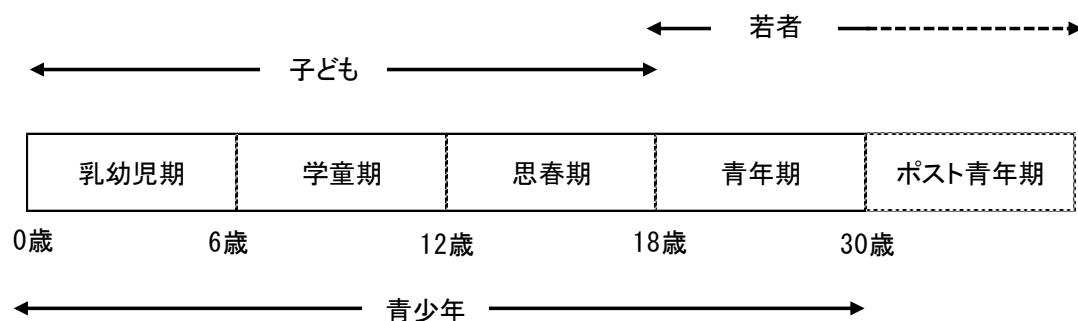 若者
子ども
乳幼児期 学童期 思春期 青年期 ポスト青年期
0歳 6歳 12歳 18歳 30歳
青少年